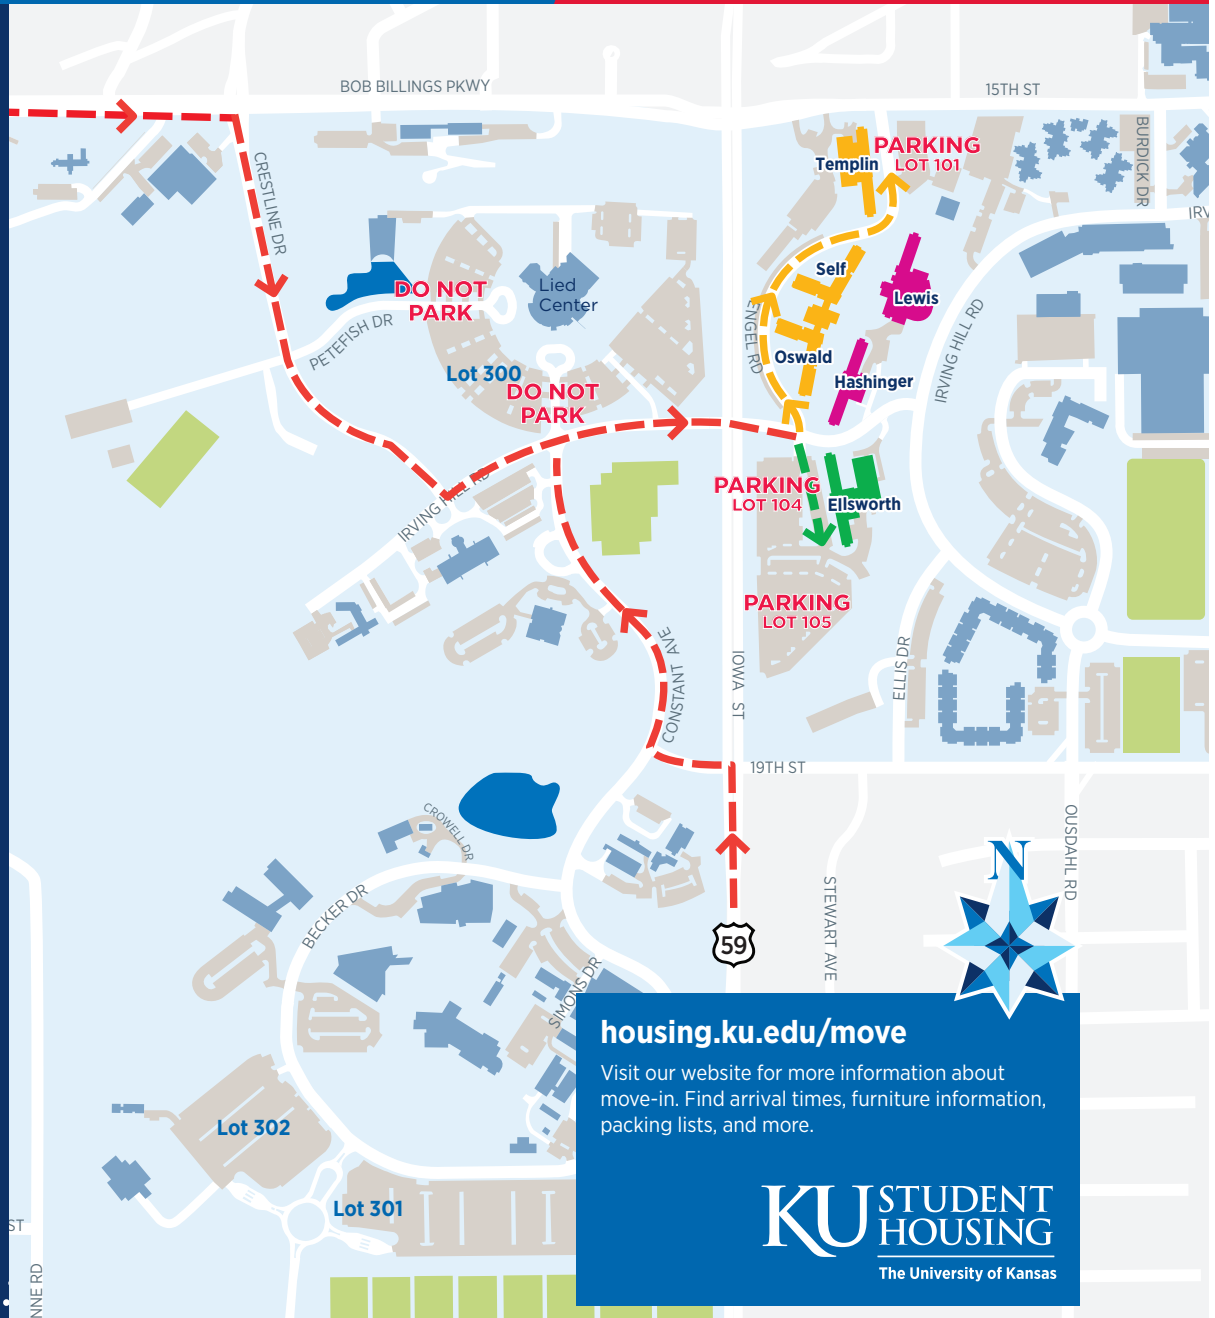 BOB BILLINGS PKWY
15TH ST
BURDICK DR
IRV
CRESTLINE DR
PARKING
LOT 101
Templin
Self
Lewis
Lied
Center
DO NOT
PARK
PETEFISH DR
Lot 300
DO NOT
PARK
ENGEL RD
Oswald
Hashinger
IRVING HILL RD
IRVING HILL RD
PARKING
LOT 104
Ellsworth
PARKING
LOT 105
CONSTANT AVE
IOWA ST
ELLIS DR
19TH ST
CROWELL DR
OUSDAHL RD
STEWART AVE
N
BECKER DR
59
SIMONS DR
housing.ku.edu/move
Visit our website for more information about
move-in. Find arrival times, furniture information,
packing lists, and more.
Lot 302
Lot 301
ST
NNE RD
KU STUDENT
HOUSING
The University of Kansas